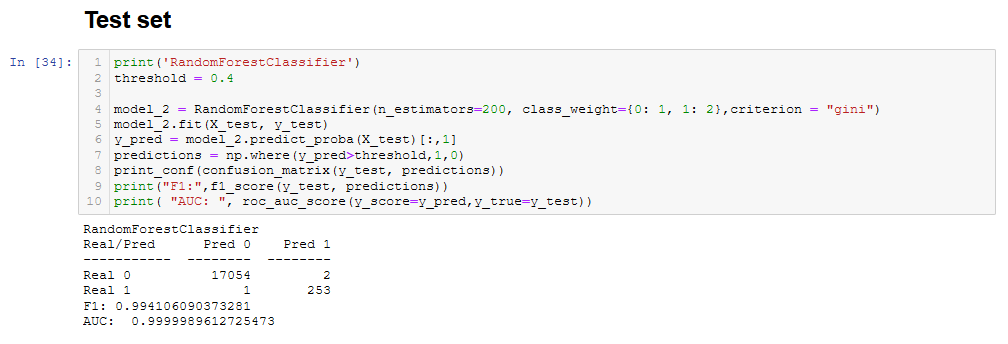 Test set
In [34]:
1 print('RandomForestClassifier')
2 threshold = 0.4
3
4 model_2 = RandomForestClassifier(n_estimators=200, class_weight={0: 1, 1: 2},criterion = "gini")
5 model_2.fit(X_test, y_test)
6 y_pred = model_2.predict_proba(X_test)[:,1]
7 predictions = np.where(y_pred>threshold,1,0)
8 print_conf(confusion_matrix(y_test, predictions))
9 print("F1:",f1_score(y_test, predictions))
10 print( "AUC: ", roc_auc_score(y_score=y_pred,y_true=y_test))
RandomForestClassifier
Real/Pred Pred 0 Pred 1
----------- -------- --------
Real 0 17054 2
Real 1 1 253
F1: 0.994106090373281
AUC:  0.9999989612725473